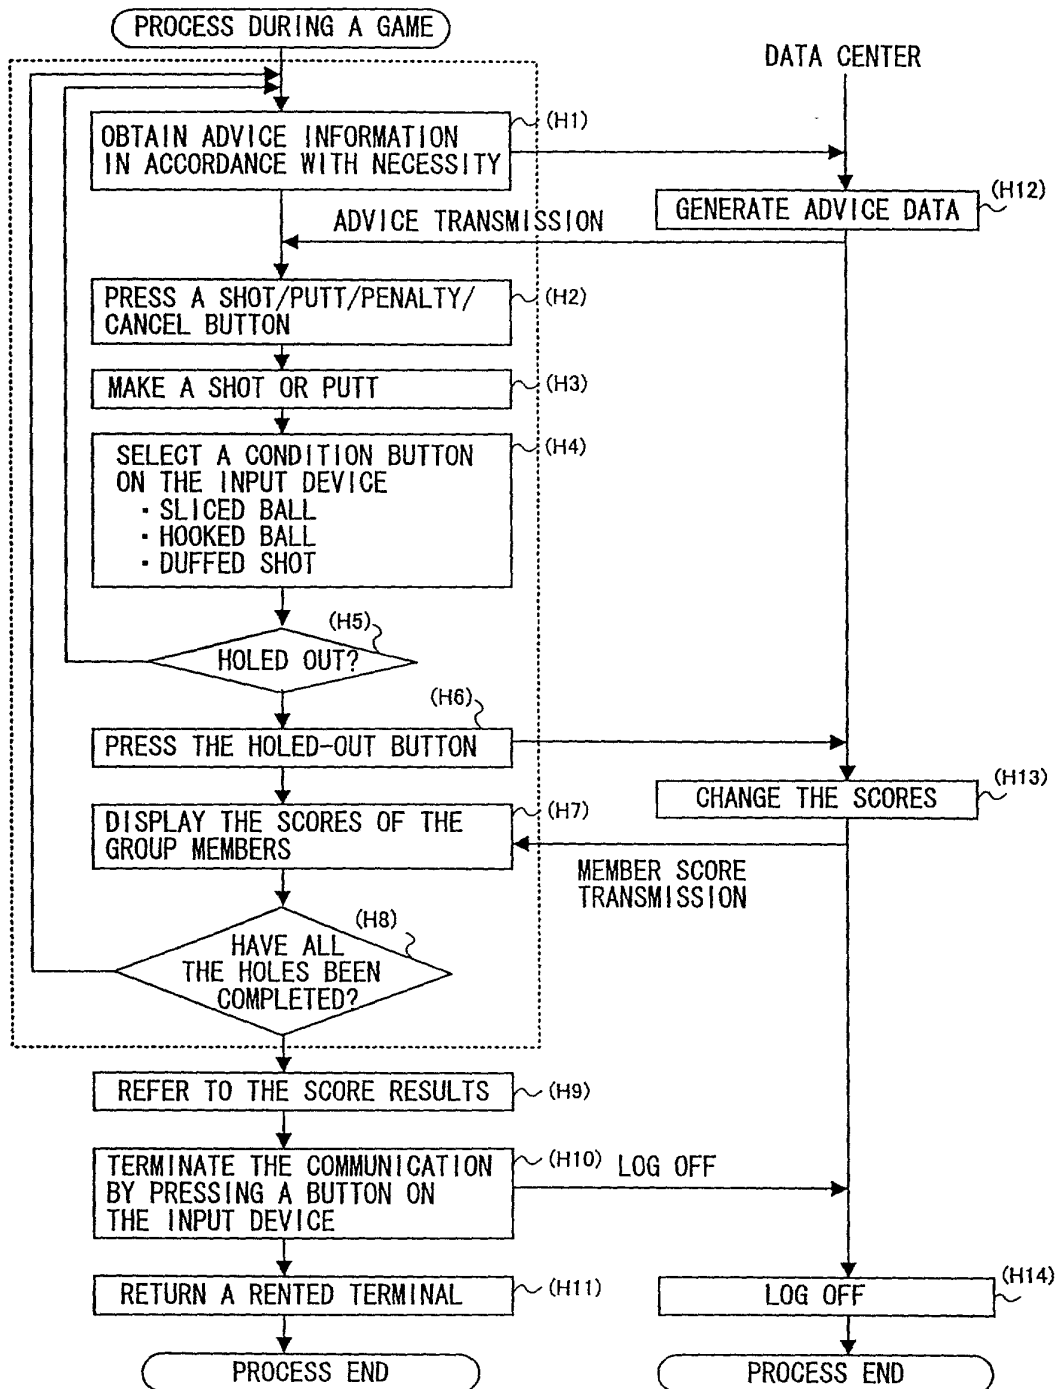 PROCESS DURING A GAME
DATA CENTER
OBTAIN ADVICE INFORMATION
IN ACCORDANCE WITH NECESSITY
(H1)
GENERATE ADVICE DATA
(H12)
ADVICE TRANSMISSION
PRESS A SHOT/PUTT/PENALTY/
CANCEL BUTTON
(H2)
MAKE A SHOT OR PUTT
(H3)
SELECT A CONDITION BUTTON
ON THE INPUT DEVICE
・SLICED BALL
・HOOKED BALL
・DUFFED SHOT
(H4)
HOLED OUT?
(H5)
PRESS THE HOLED-OUT BUTTON
(H6)
CHANGE THE SCORES
(H13)
DISPLAY THE SCORES OF THE
GROUP MEMBERS
(H7)
MEMBER SCORE
TRANSMISSION
HAVE ALL
THE HOLES BEEN
COMPLETED?
(H8)
REFER TO THE SCORE RESULTS
(H9)
TERMINATE THE COMMUNICATION
BY PRESSING A BUTTON ON
THE INPUT DEVICE
(H10)
LOG OFF
RETURN A RENTED TERMINAL
(H11)
LOG OFF
(H14)
PROCESS END
PROCESS END